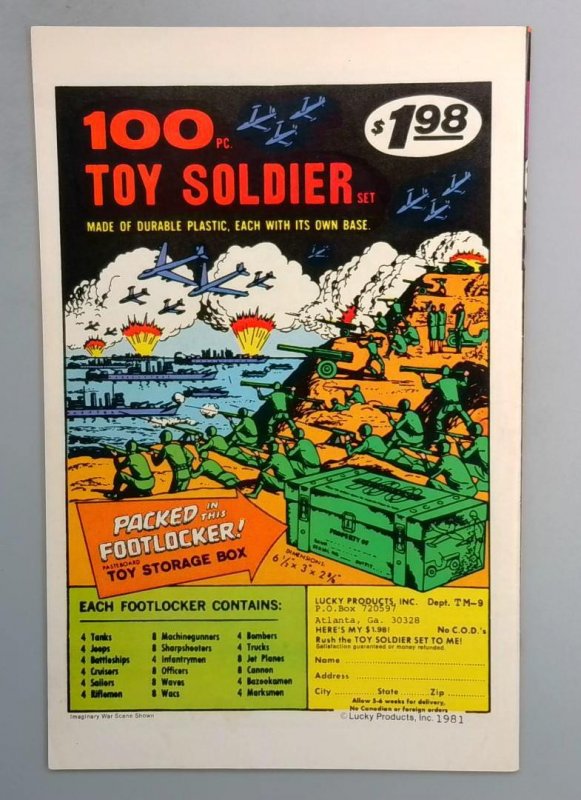 100 PC.
$1.98
TOY SOLDIER SET
MADE OF DURABLE PLASTIC, EACH WITH ITS OWN BASE.
PACKED IN THIS
FOOTLOCKER!
PASTEBOARD
TOY STORAGE BOX
PROPERTY OF
DIMENSIONS:
6½" x 3" x 2⅜"
EACH FOOTLOCKER CONTAINS:
4 Tanks
4 Jeeps
4 Battleships
4 Cruisers
4 Sailors
4 Riflemen
8 Machinegunners
8 Sharpshooters
4 Infantrymen
8 Officers
8 Waves
8 Wacs
4 Bombers
4 Trucks
8 Jet Planes
8 Cannon
4 Bazookamen
4 Marksmen
LUCKY PRODUCTS, INC. Dept. TM-9
P.O.Box 720597
Atlanta, Ga. 30328
HERE'S MY $1.98! No C.O.D.'s
Rush the TOY SOLDIER SET TO ME!
Satisfaction guaranteed or money refunded.
Name
Address
City State Zip
Allow 5-6 weeks for delivery,
No Canadian or foreign orders
Imaginary War Scene Shown
©Lucky Products, Inc. 1981